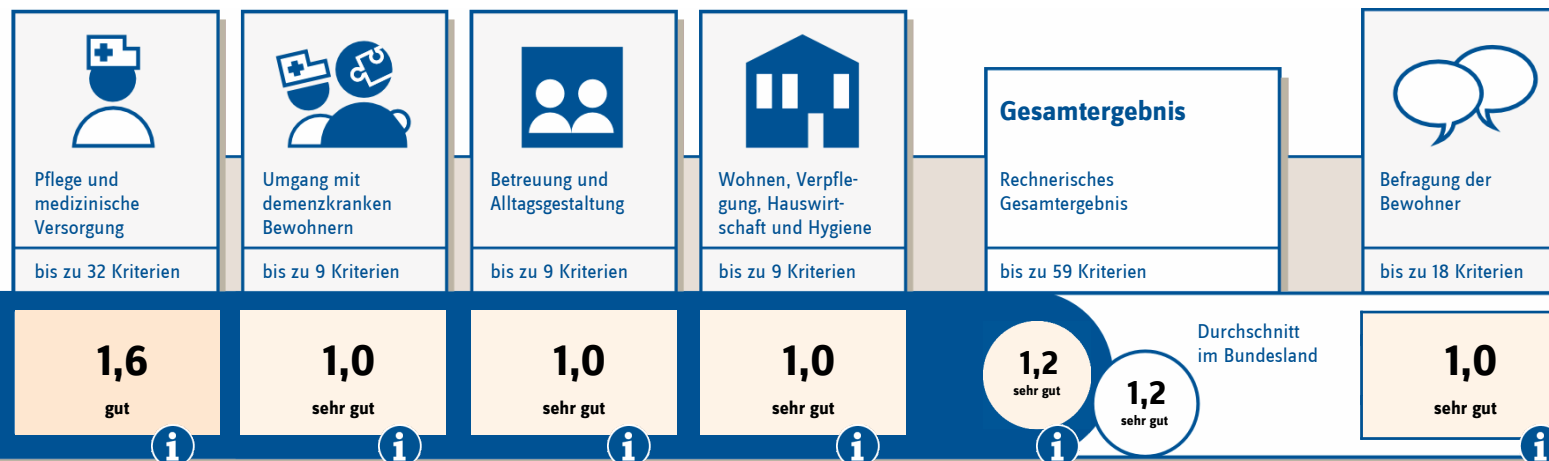 Pflege und
medizinische
Versorgung
bis zu 32 Kriterien
1,6
gut
i
Umgang mit
demenzkranken
Bewohnern
bis zu 9 Kriterien
1,0
sehr gut
i
Betreuung und
Alltagsgestaltung
bis zu 9 Kriterien
1,0
sehr gut
i
Wohnen, Verpfle-
gung, Hauswirt-
schaft und Hygiene
bis zu 9 Kriterien
1,0
sehr gut
i
Gesamtergebnis
Rechnerisches
Gesamtergebnis
bis zu 59 Kriterien
1,2
sehr gut
i
Durchschnitt
im Bundesland
1,2
sehr gut
Befragung der
Bewohner
bis zu 18 Kriterien
1,0
sehr gut
i